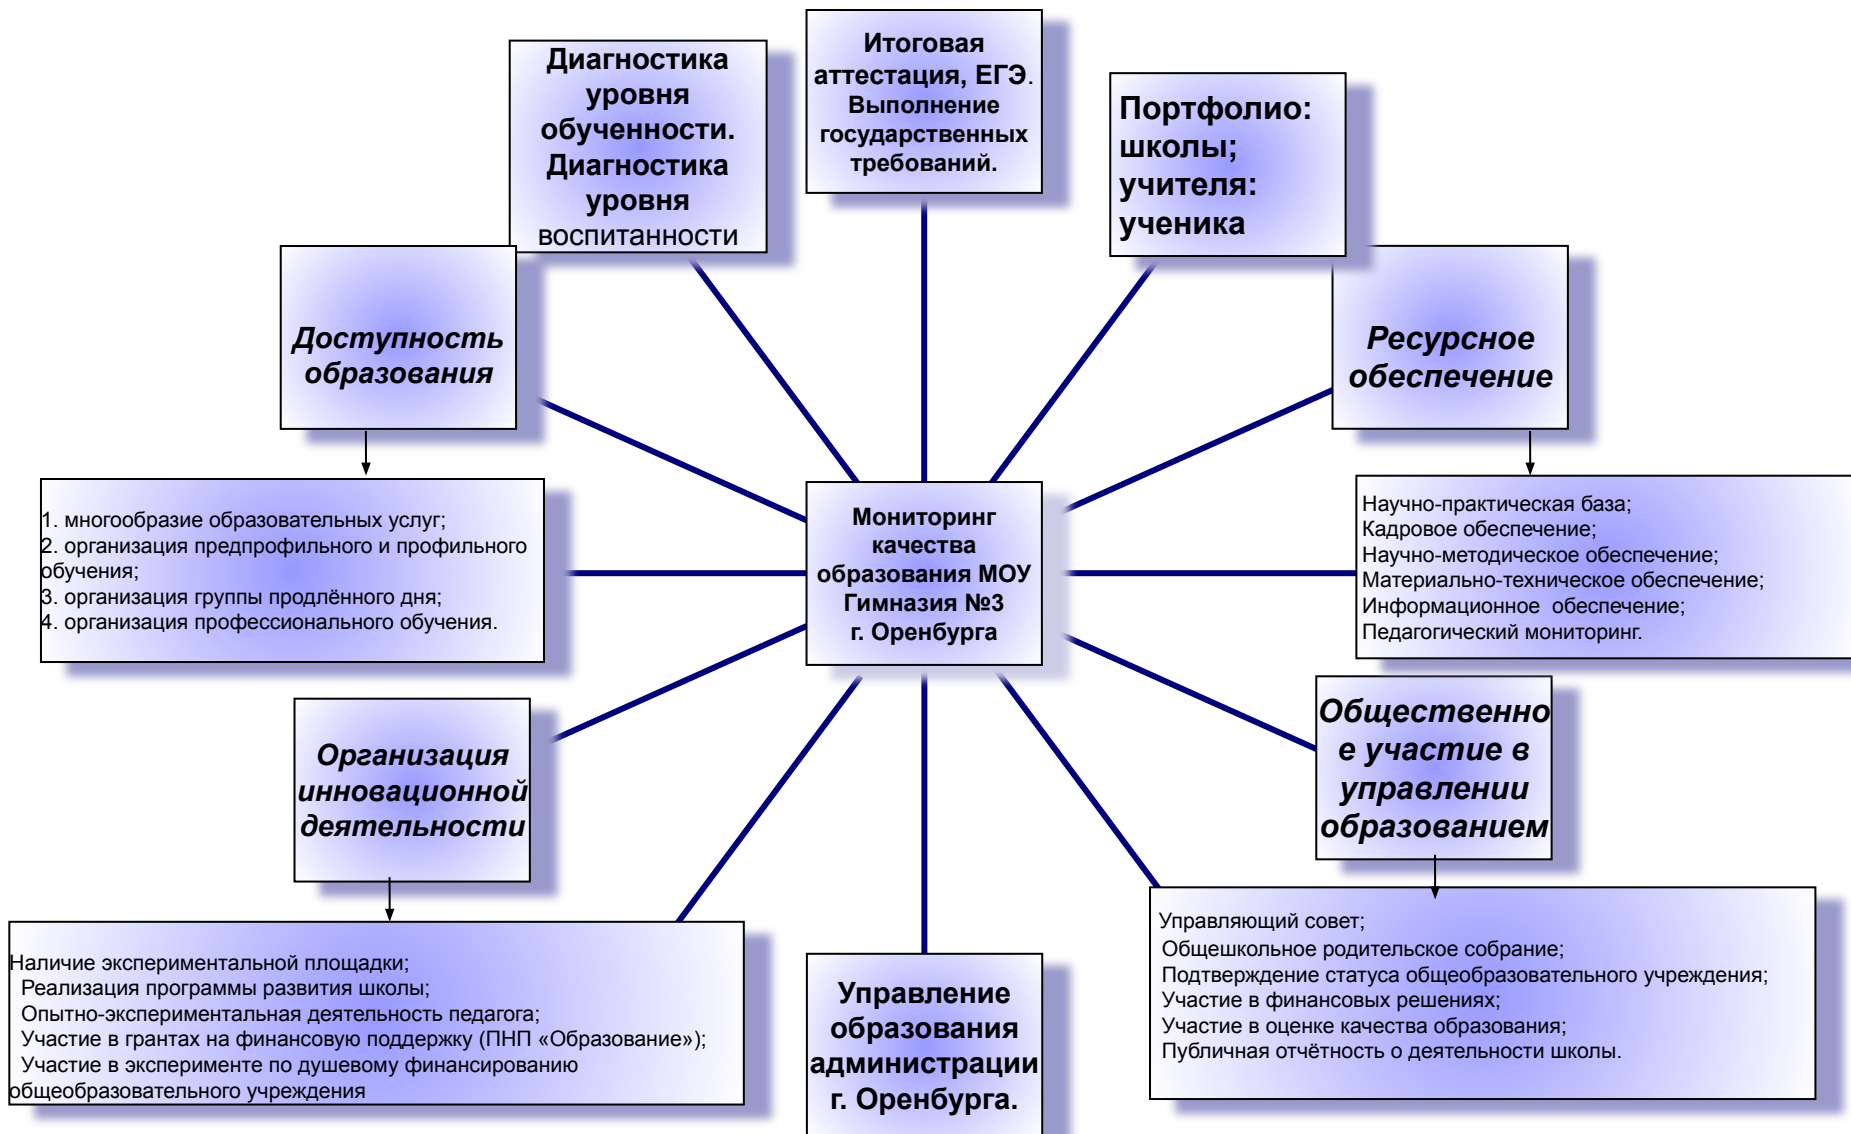 Диагностика
уровня
обученности.
Диагностика
уровня
воспитанности
Итоговая
аттестация, ЕГЭ.
Выполнение
государственных
требований.
Портфолио:
школы;
учителя:
ученика
Доступность
образования
Ресурсное
обеспечение
1. многообразие образовательных услуг;
2. организация предпрофильного и профильного
обучения;
3. организация группы продлённого дня;
4. организация профессионального обучения.
Мониторинг
качества
образования МОУ
Гимназия №3
г. Оренбурга
Научно-практическая база;
Кадровое обеспечение;
Научно-методическое обеспечение;
Материально-техническое обеспечение;
Информационное  обеспечение;
Педагогический мониторинг.
Организация
инновационной
деятельности
Общественно
е участие в
управлении
образованием
Наличие экспериментальной площадки;
Реализация программы развития школы;
Опытно-экспериментальная деятельность педагога;
Участие в грантах на финансовую поддержку (ПНП «Образование»);
Участие в эксперименте по душевому финансированию
общеобразовательного учреждения
Управление
образования
администрации
г. Оренбурга.
Управляющий совет;
Общешкольное родительское собрание;
Подтверждение статуса общеобразовательного учреждения;
Участие в финансовых решениях;
Участие в оценке качества образования;
Публичная отчётность о деятельности школы.